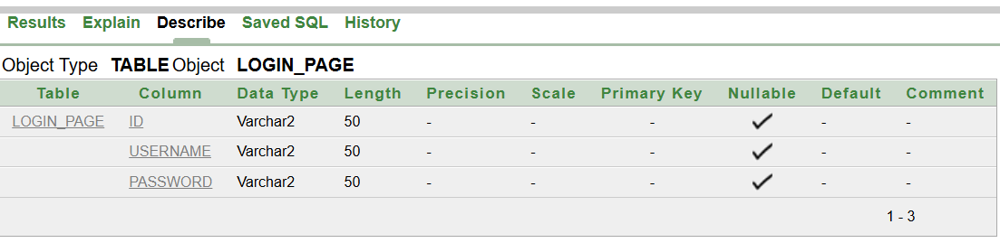 Results Explain Describe Saved SQL History
Object Type TABLE Object LOGIN_PAGE
Table Column Data Type Length Precision Scale Primary Key Nullable Default Comment
LOGIN_PAGE ID Varchar2 50 - - - - -
USERNAME Varchar2 50 - - - - -
PASSWORD Varchar2 50 - - - - -
1 - 3